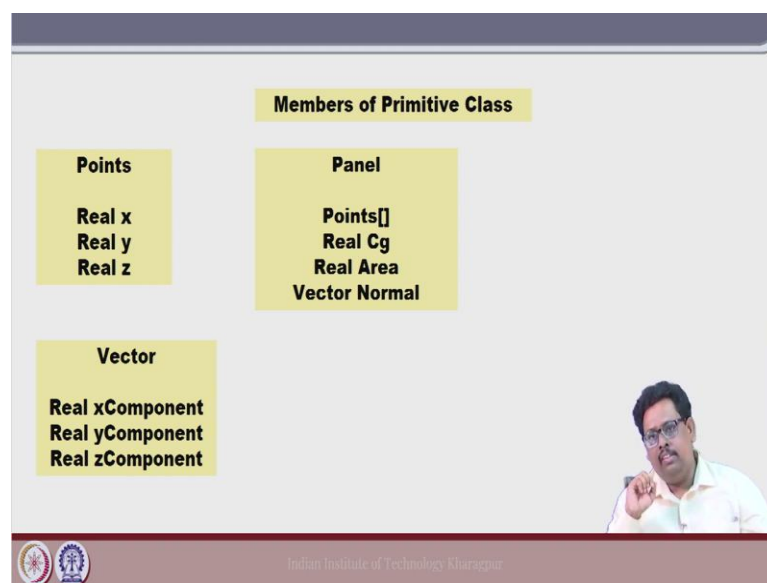 Members of Primitive Class
Points
Real x
Real y
Real z
Panel
Points[]
Real Cg
Real Area
Vector Normal
Vector
Real xComponent
Real yComponent
Real zComponent
Indian Institute of Technology Kharagpur